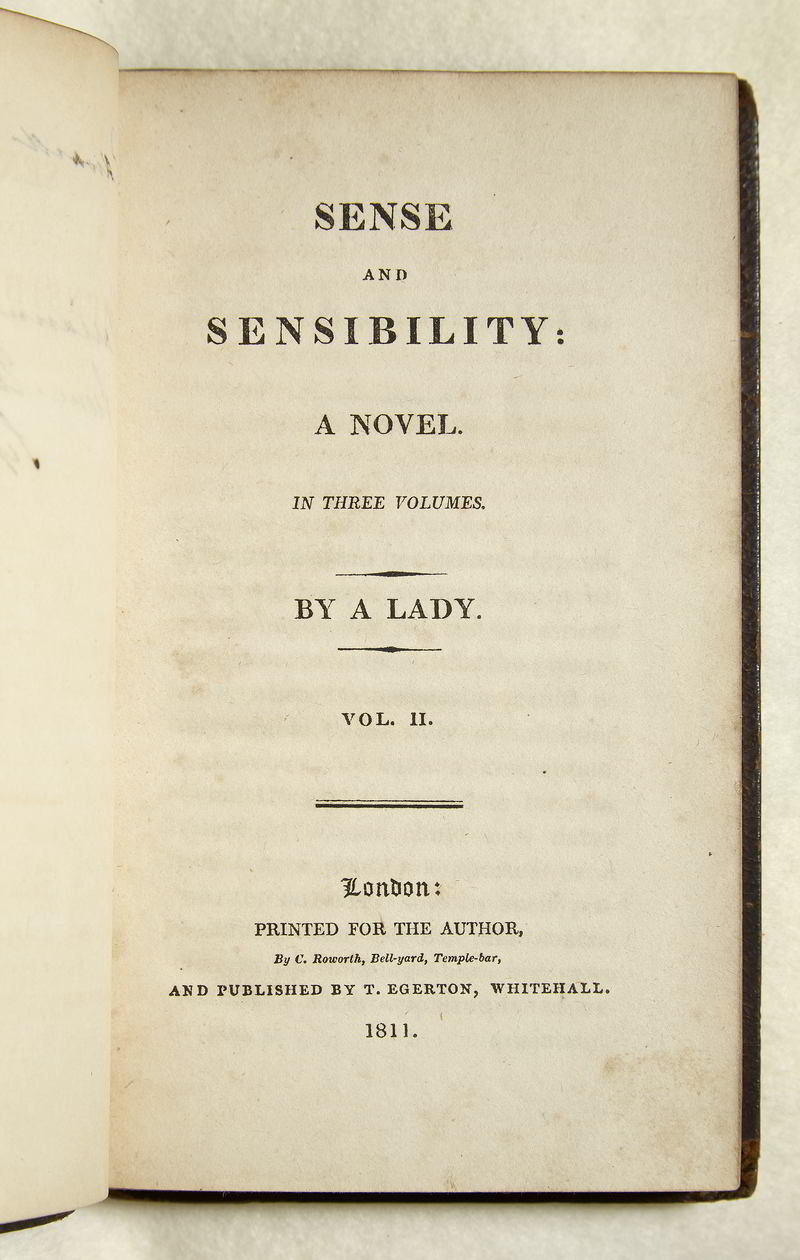 SENSE
AND
SENSIBILITY:
A NOVEL.
IN THREE VOLUMES.
BY A LADY.
VOL. II.
London:
PRINTED FOR THE AUTHOR,
By C. Roworth, Bell-yard, Temple-bar,
AND PUBLISHED BY T. EGERTON, WHITEHALL.
1811.